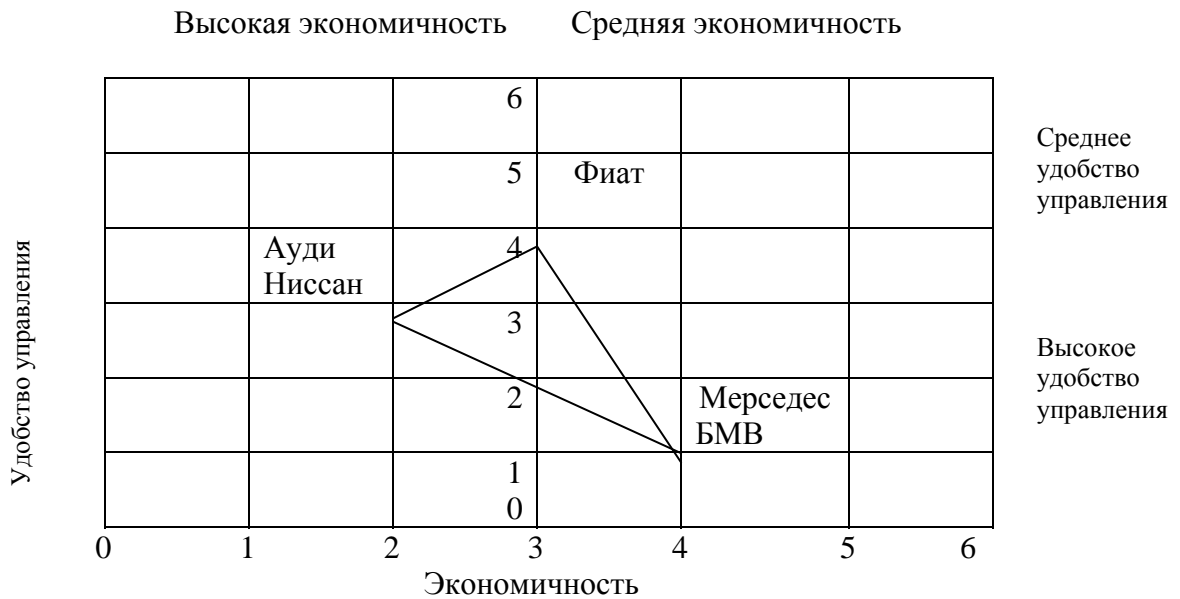 Высокая экономичность Средняя экономичность
6
Среднее
удобство
управления
5 Фиат
Ауди 4
Ниссан
3
Высокое
удобство
управления
2 Мерседес
БМВ
1
0
0 1 2 3 4 5 6
Экономичность
Удобство управления